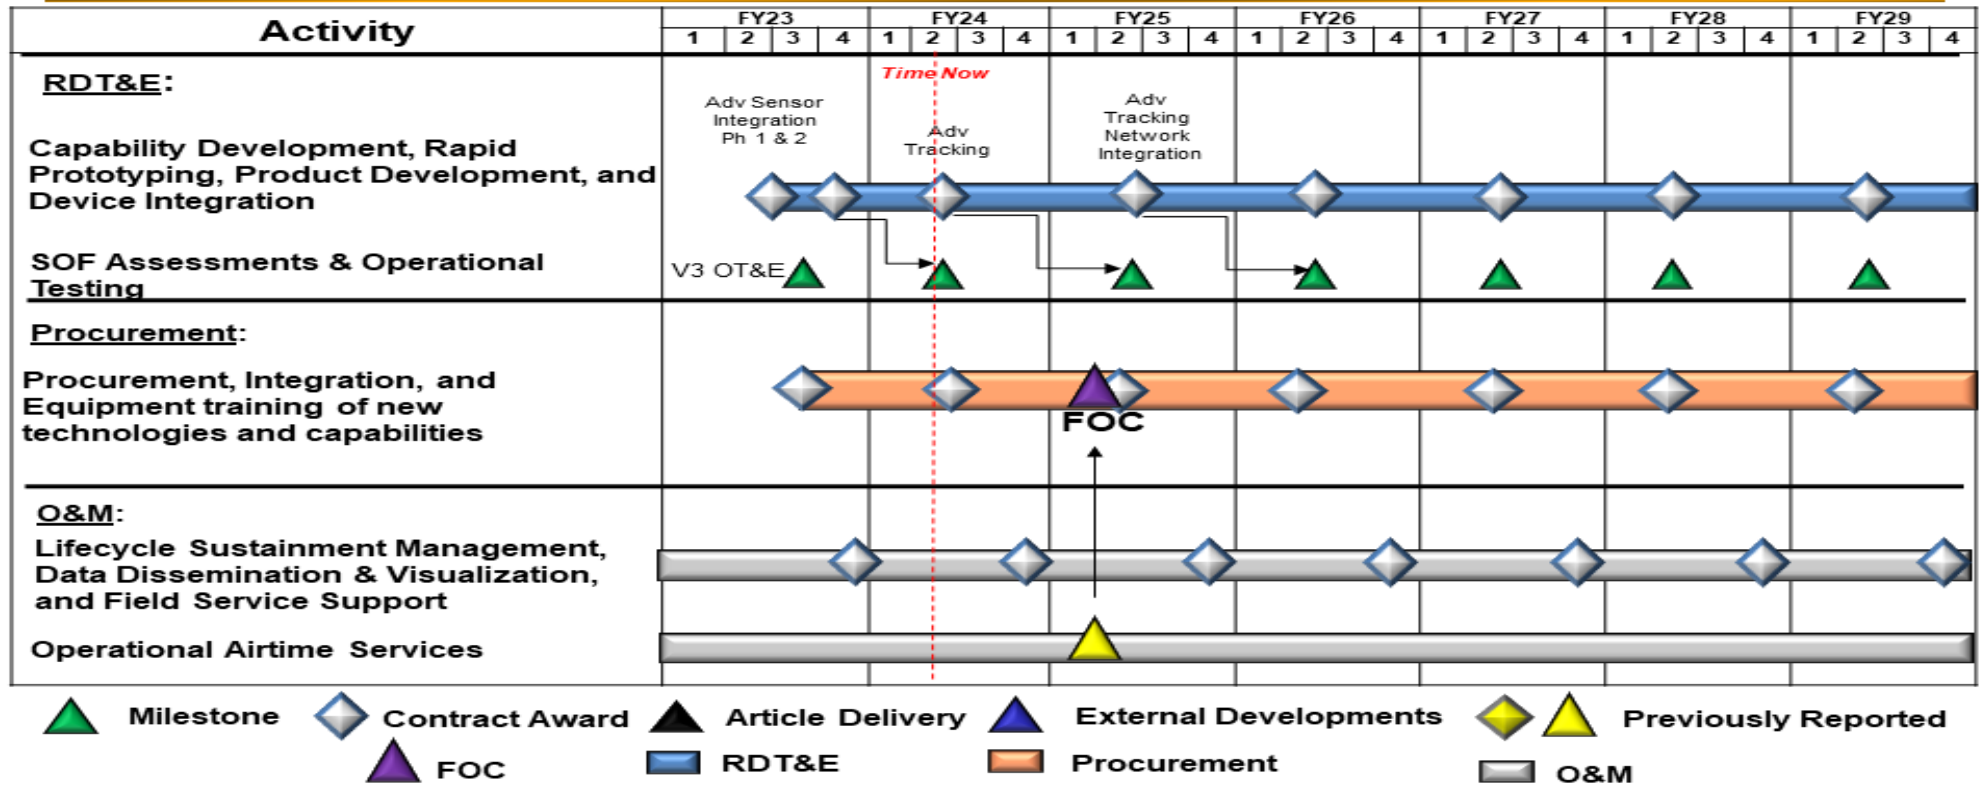 Activity
FY23 FY24 FY25 FY26 FY27 FY28 FY29
1 2 3 4 1 2 3 4 1 2 3 4 1 2 3 4 1 2 3 4 1 2 3 4 1 2 3 4
Time Now
RDT&E:
Adv Sensor
Integration
Ph 1 & 2
Adv
Tracking
Adv
Tracking
Network
Integration
Capability Development, Rapid
Prototyping, Product Development, and
Device Integration
SOF Assessments & Operational
Testing
V3 OT&E
Procurement:
Procurement, Integration, and
Equipment training of new
technologies and capabilities
FOC
O&M:
Lifecycle Sustainment Management,
Data Dissemination & Visualization,
and Field Service Support
Operational Airtime Services
Milestone Contract Award Article Delivery External Developments Previously Reported
FOC RDT&E Procurement O&M